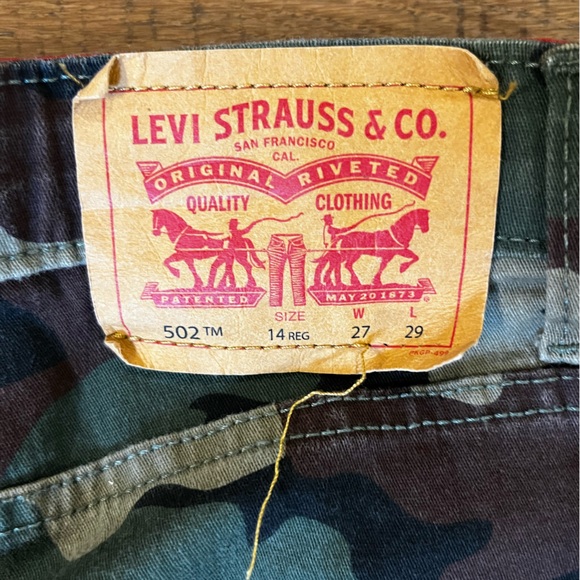 LEVI STRAUSS & CO.
SAN FRANCISCO
CAL.
ORIGINAL RIVETED
QUALITY CLOTHING
PATENTED MAY 20 1873 ®
SIZE W L
502™ 14 REG 27 29